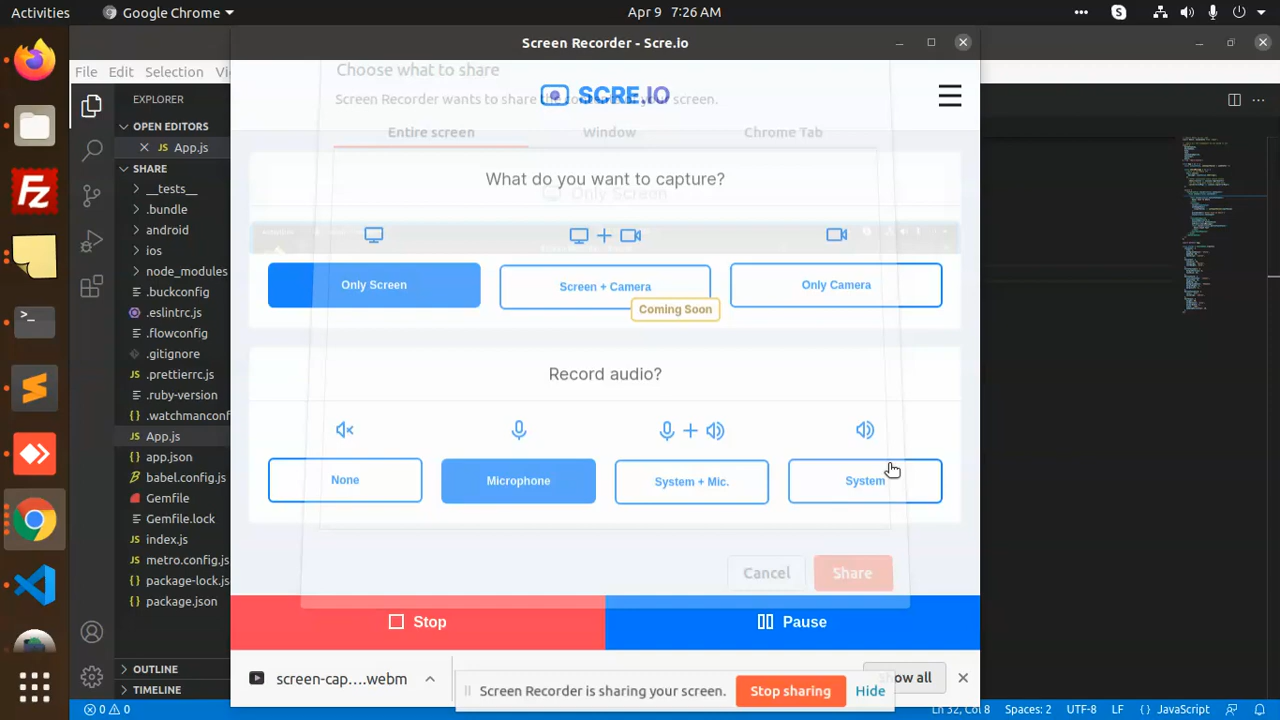 Activities
Google Chrome
Apr 9 7:26 AM
Screen Recorder - Scre.io
File Edit Selection
Choose what to share
SCRE.IO
Screen Recorder wants to share the contents of your screen.
Entire screen
Window
Chrome Tab
What do you want to capture?
Only Screen
Only Screen
Screen + Camera
Coming Soon
Only Camera
Record audio?
None
Microphone
System + Mic.
System
Cancel
Share
Stop
Pause
screen-cap....webm
Show all
Screen Recorder is sharing your screen.
Stop sharing
Hide
EXPLORER
OPEN EDITORS
App.js
SHARE
__tests__
.bundle
android
ios
node_modules
.buckconfig
.eslintrc.js
.flowconfig
.gitignore
.prettierrc.js
.ruby-version
.watchmanconf
App.js
app.json
babel.config.js
Gemfile
Gemfile.lock
index.js
metro.config.js
package-lock.js
package.json
OUTLINE
TIMELINE
0 0
Ln 32, Col 8
Spaces: 2
UTF-8
LF
{} JavaScript